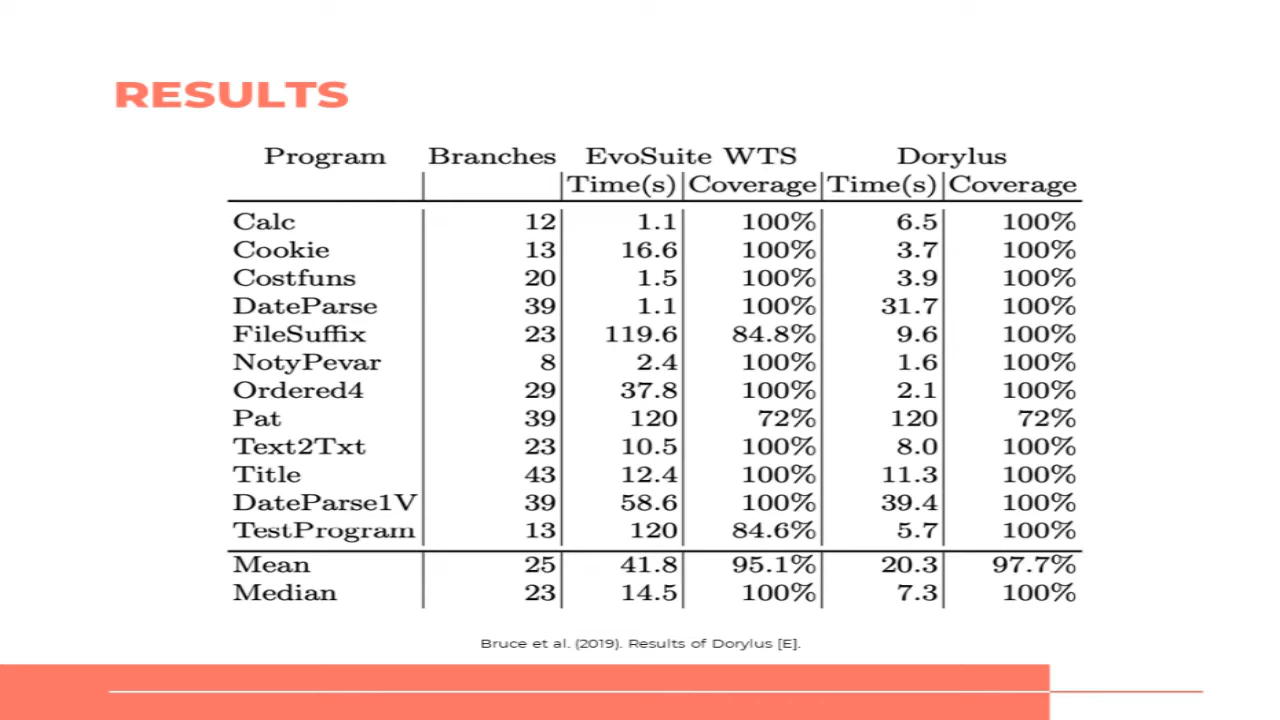 RESULTS
Program Branches EvoSuite WTS Dorylus
Time(s) Coverage Time(s) Coverage
Calc 12 1.1 100% 6.5 100%
Cookie 13 16.6 100% 3.7 100%
Costfuns 20 1.5 100% 3.9 100%
DateParse 39 1.1 100% 31.7 100%
FileSuffix 23 119.6 84.8% 9.6 100%
NotyPevar 8 2.4 100% 1.6 100%
Ordered4 29 37.8 100% 2.1 100%
Pat 39 120 72% 120 72%
Text2Txt 23 10.5 100% 8.0 100%
Title 43 12.4 100% 11.3 100%
DateParse1V 39 58.6 100% 39.4 100%
TestProgram 13 120 84.6% 5.7 100%
Mean 25 41.8 95.1% 20.3 97.7%
Median 23 14.5 100% 7.3 100%
Bruce et al. (2019). Results of Dorylus [E].